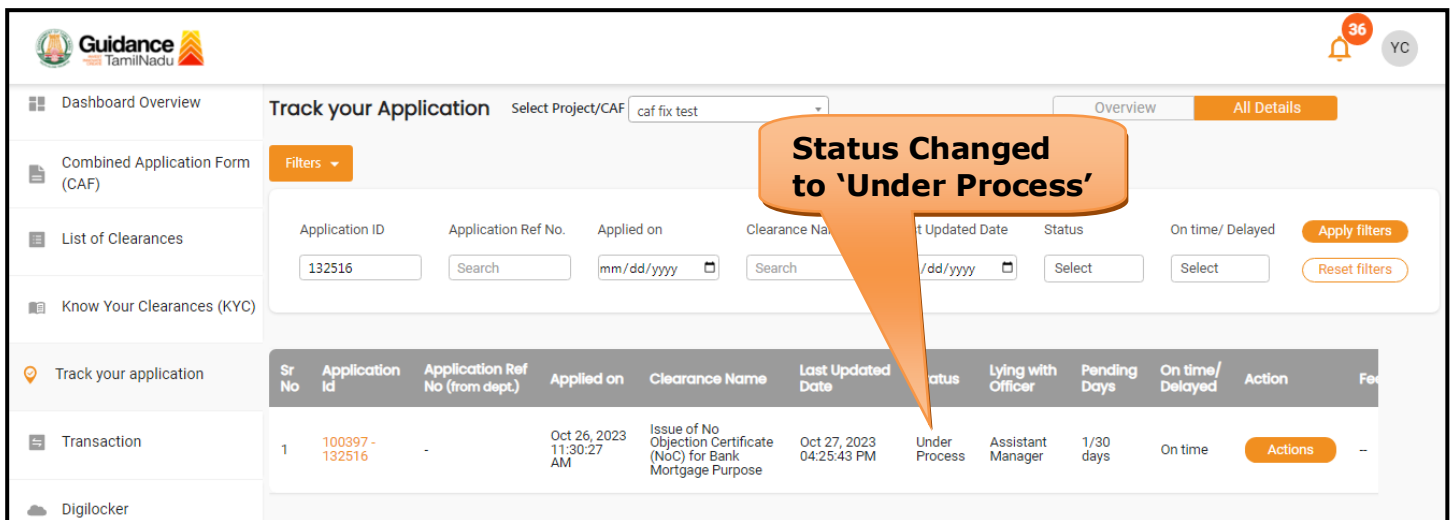 Guidance
TamilNadu
36
YC
Dashboard Overview
Combined Application Form
(CAF)
List of Clearances
Know Your Clearances (KYC)
Track your application
Transaction
Digilocker
Track your Application
Select Project/CAF
caf fix test
Overview
All Details
Status Changed
to ‘Under Process’
Filters
Application ID
Application Ref No.
Applied on
Clearance Na
t Updated Date
Status
On time/ Delayed
Apply filters
132516
Search
mm/dd/yyyy
Search
/dd/yyyy
Select
Select
Reset filters
Sr
No
Application
Id
Application Ref
No (from dept.)
Applied on
Clearance Name
Last Updated
Date
atus
Lying with
Officer
Pending
Days
On time/
Delayed
Action
Fe
1
100397 -
132516
-
Oct 26, 2023
11:30:27
AM
Issue of No
Objection Certificate
(NoC) for Bank
Mortgage Purpose
Oct 27, 2023
04:25:43 PM
Under
Process
Assistant
Manager
1/30
days
On time
Actions
--